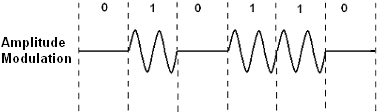 0 1 0 1 1 0
Amplitude
Modulation